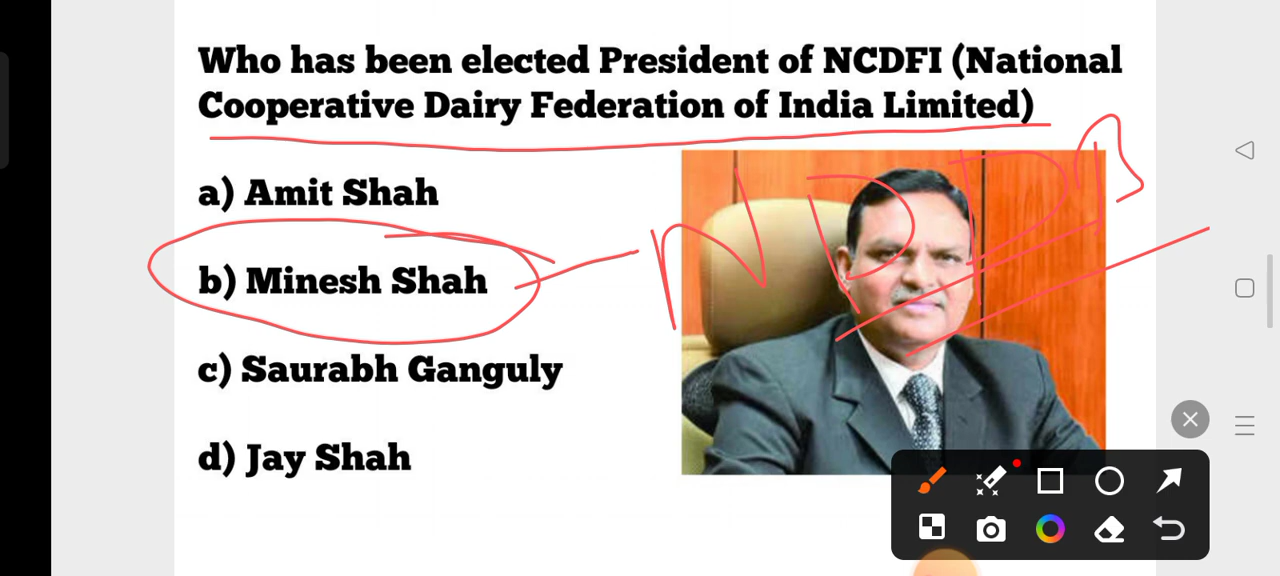 Who has been elected President of NCDFI (National
Cooperative Dairy Federation of India Limited)
a) Amit Shah
b) Minesh Shah
c) Saurabh Ganguly
d) Jay Shah
NDDB